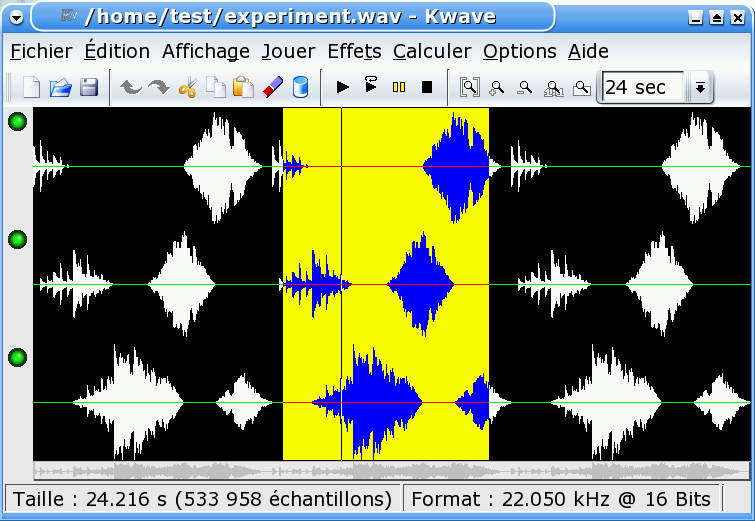 /home/test/experiment.wav - Kwave
Fichier Édition Affichage Jouer Effets Calculer Options Aide
24 sec
Taille : 24.216 s (533 958 échantillons) Format : 22.050 kHz @ 16 Bits